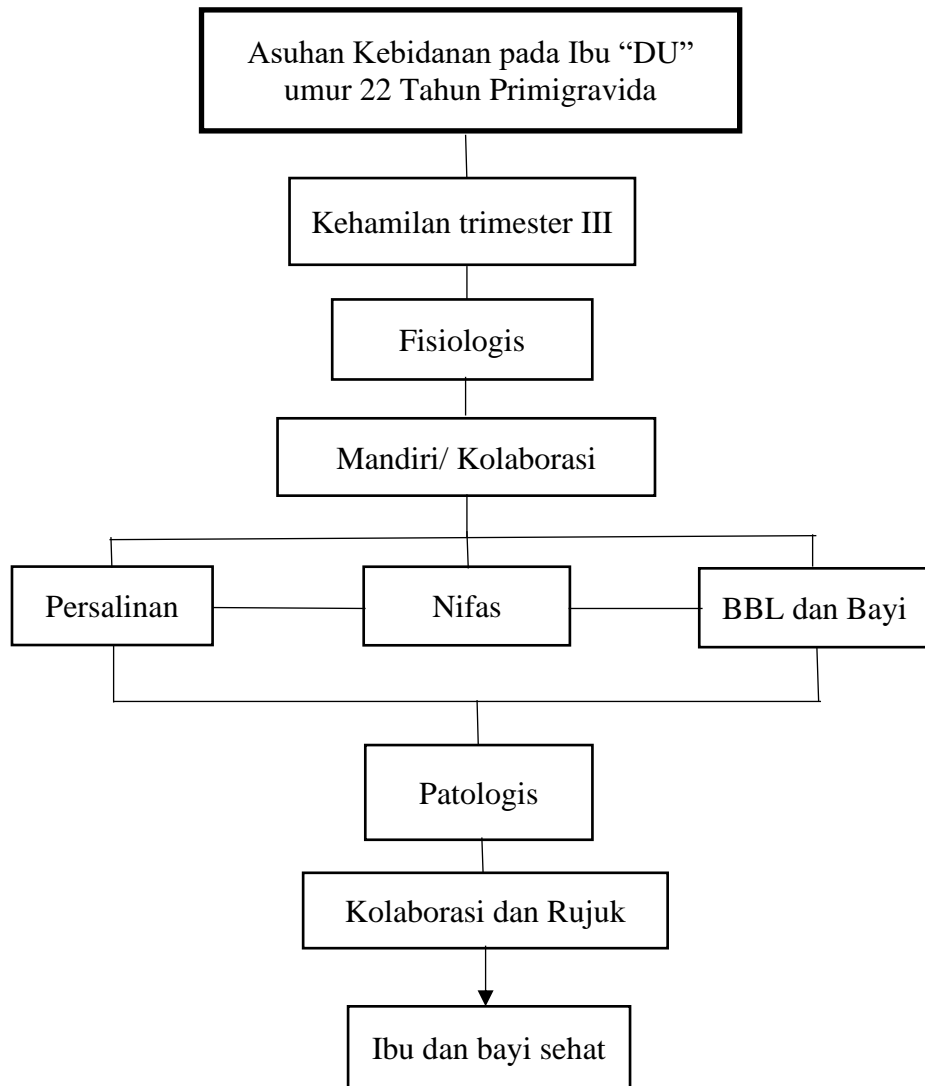 Asuhan Kebidanan pada Ibu “DU”
umur 22 Tahun Primigravida
Kehamilan trimester III
Fisiologis
Mandiri/ Kolaborasi
Persalinan
Nifas
BBL dan Bayi
Patologis
Kolaborasi dan Rujuk
Ibu dan bayi sehat